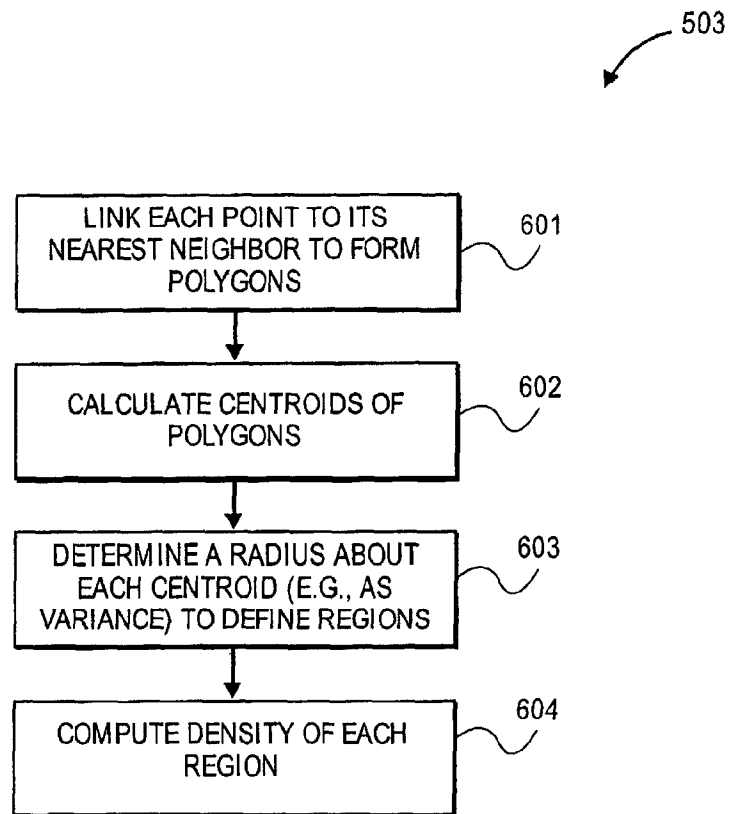 503
LINK EACH POINT TO ITS
NEAREST NEIGHBOR TO FORM
POLYGONS
601
CALCULATE CENTROIDS OF
POLYGONS
602
DETERMINE A RADIUS ABOUT
EACH CENTROID (E.G., AS
VARIANCE) TO DEFINE REGIONS
603
COMPUTE DENSITY OF EACH
REGION
604